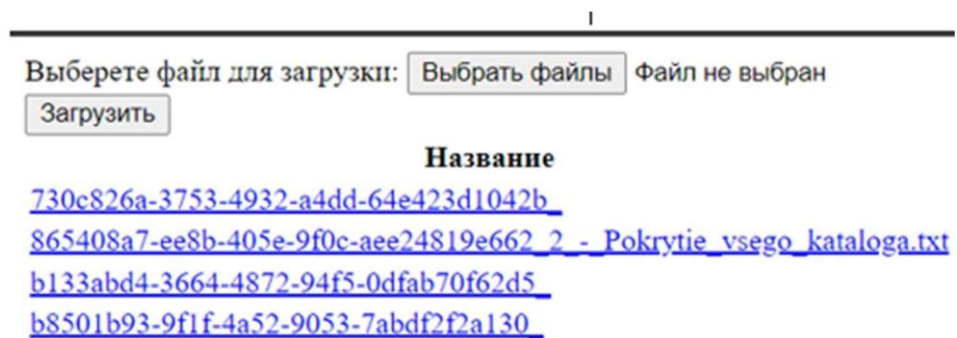 Выберете файл для загрузки: Выбрать файлы Файл не выбран
Загрузить
Название
730c826a-3753-4932-a4dd-64e423d1042b_
865408a7-ee8b-405e-9f0c-aee24819e662_2_-_Pokrytie_vsego_kataloga.txt
b133abd4-3664-4872-94f5-0dfab70f62d5_
b8501b93-9f1f-4a52-9053-7abdf2f2a130_